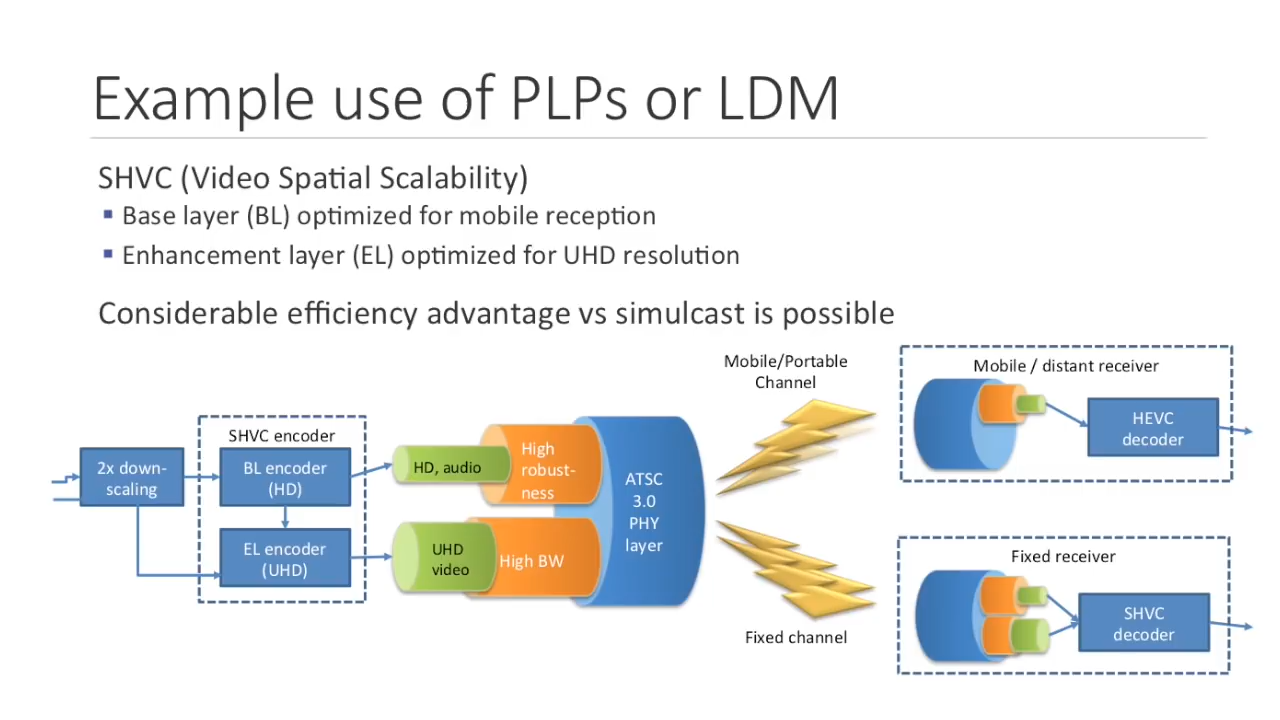 Example use of PLPs or LDM
SHVC (Video Spatial Scalability)
Base layer (BL) optimized for mobile reception
Enhancement layer (EL) optimized for UHD resolution
Considerable efficiency advantage vs simulcast is possible
2x down-
scaling
SHVC encoder
BL encoder
(HD)
EL encoder
(UHD)
HD, audio
High
robust-
ness
UHD
video
High BW
ATSC
3.0
PHY
layer
Mobile/Portable
Channel
Fixed channel
Mobile / distant receiver
HEVC
decoder
Fixed receiver
SHVC
decoder